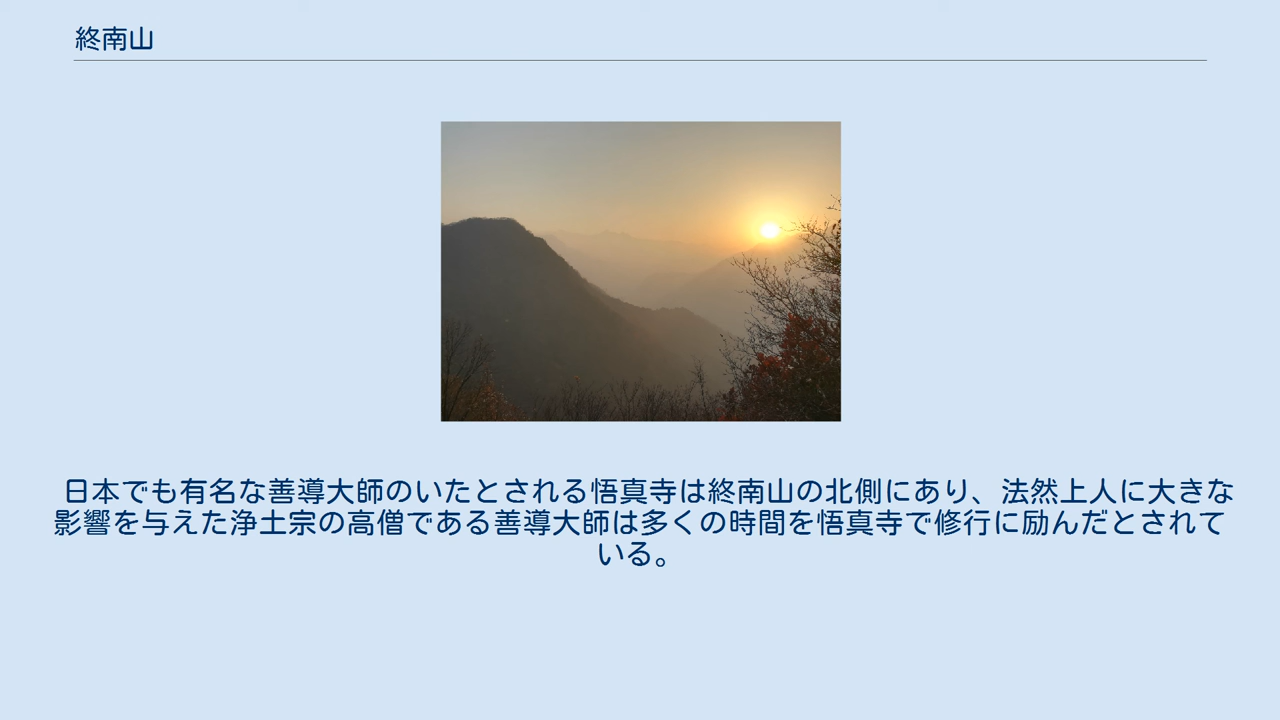 終南山
日本でも有名な善導大師のいたとされる悟真寺は終南山の北側にあり、法然上人に大きな
影響を与えた浄土宗の高僧である善導大師は多くの時間を悟真寺で修行に励んだとされて
いる。